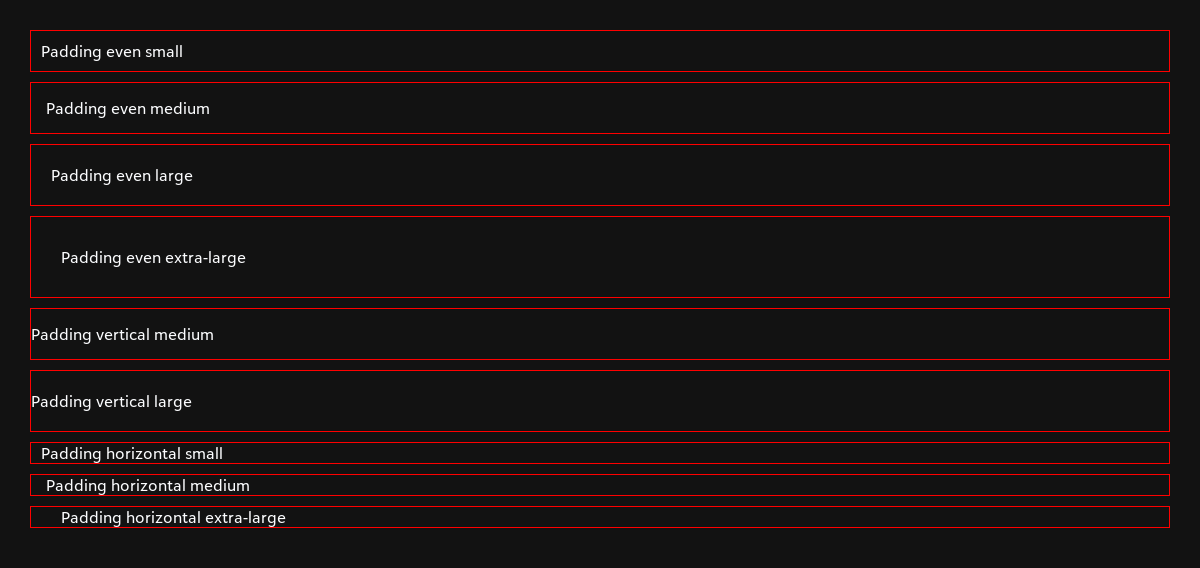 Padding even small
Padding even medium
Padding even large
Padding even extra-large
Padding vertical medium
Padding vertical large
Padding horizontal small
Padding horizontal medium
Padding horizontal extra-large